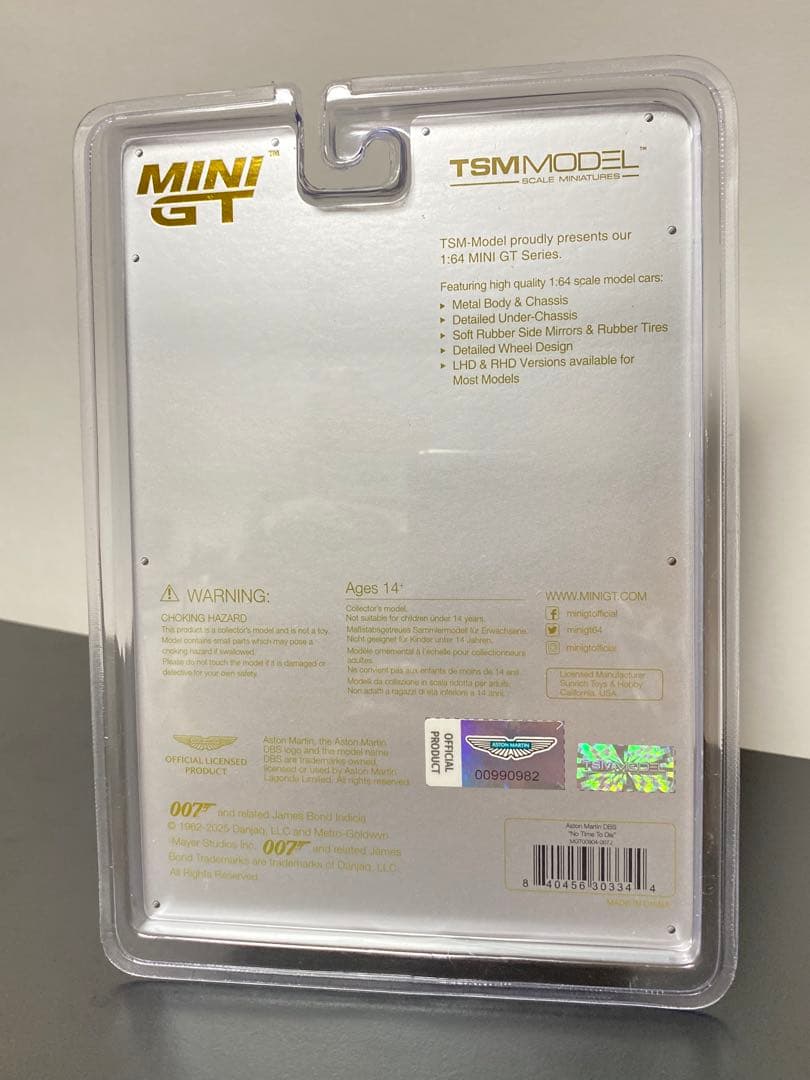 MINI
GT
™
TSMMODEL™
SCALE MINIATURES
TSM-Model proudly presents our
1:64 MINI GT Series.
Featuring high quality 1:64 scale model cars:
▸ Metal Body & Chassis
▸ Detailed Under-Chassis
▸ Soft Rubber Side Mirrors & Rubber Tires
▸ Detailed Wheel Design
▸ LHD & RHD Versions available for
Most Models
WARNING:
CHOKING HAZARD
This product is a collector's model and is not a toy.
Model contains small parts which may pose a
choking hazard if swallowed.
Please do not touch the model if it is damaged or
defective for your own safety.
Ages 14+
Collector's model.
Not suitable for children under 14 years.
Maßstabsgetreues Sammlermodell für Erwachsene.
Nicht geeignet für Kinder unter 14 Jahren.
Modèle ornemental à l'échelle pour collectionneurs
adultes.
Ne convient pas aux enfants de moins de 14 ans.
Modelli da collezione in scala ridotta per adulti.
Non adatti a ragazzi di età inferiore a 14 anni.
WWW.MINIGT.COM
minigtofficial
minigt64
minigtofficial
Licensed Manufacturer
Sunrich Toys & Hobby
California, USA
OFFICIAL LICENSED
PRODUCT
Aston Martin, the Aston Martin
DBS logo and the model name
DBS are trademarks owned,
licensed or used by Aston Martin
Lagonda Limited. All rights reserved.
OFFICIAL
PRODUCT
ASTON MARTIN
00990982
TSMMODEL
007 and related James Bond Indicia
© 1962-2025 Danjaq, LLC and Metro-Goldwyn-
Mayer Studios Inc. 007 and related James
Bond Trademarks are trademarks of Danjaq, LLC.
All Rights Reserved.
Aston Martin DBS
"No Time To Die"
8 40456 30334 4
MADE IN CHINA